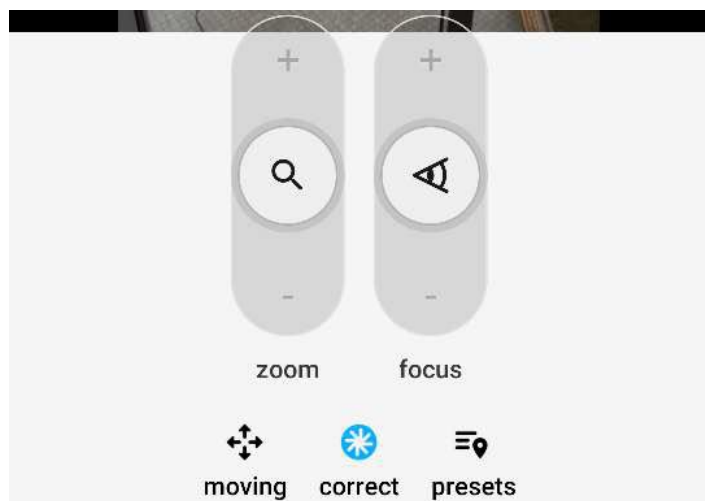 + +
- -
zoom focus
moving correct presets